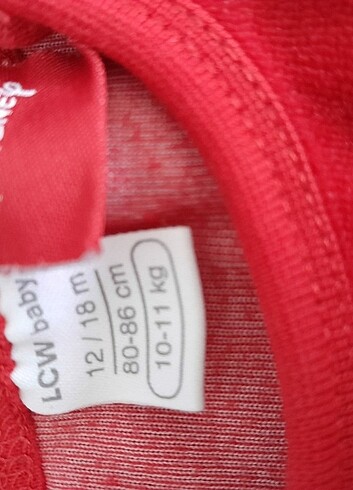 LCW baby
12 / 18 m
80-86 cm
10-11 kg